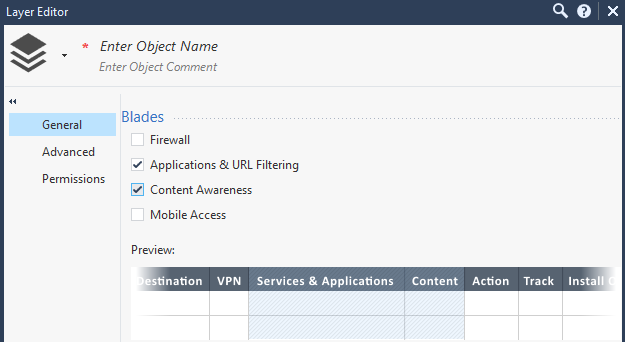 Layer Editor
Enter Object Name
Enter Object Comment
General
Advanced
Permissions
Blades
Firewall
Applications & URL Filtering
Content Awareness
Mobile Access
Preview:
Destination VPN Services & Applications Content Action Track Install